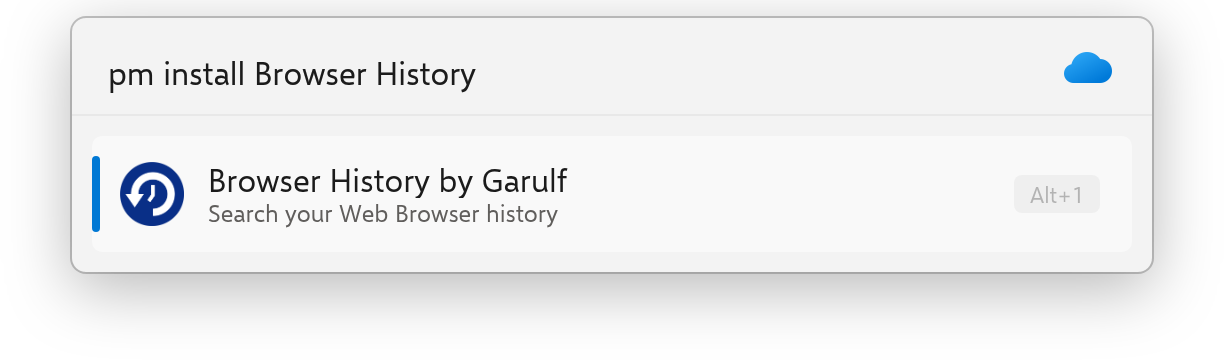 pm install Browser History
Browser History by Garulf
Search your Web Browser history
Alt+1